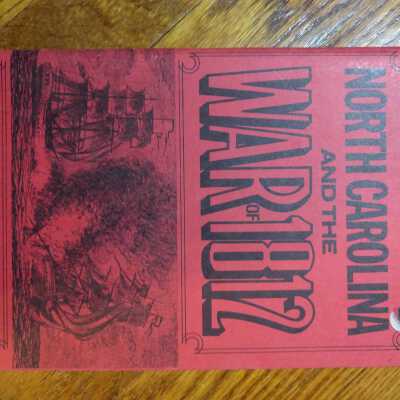 NORTH CAROLINA
AND THE
WAR OF 1812